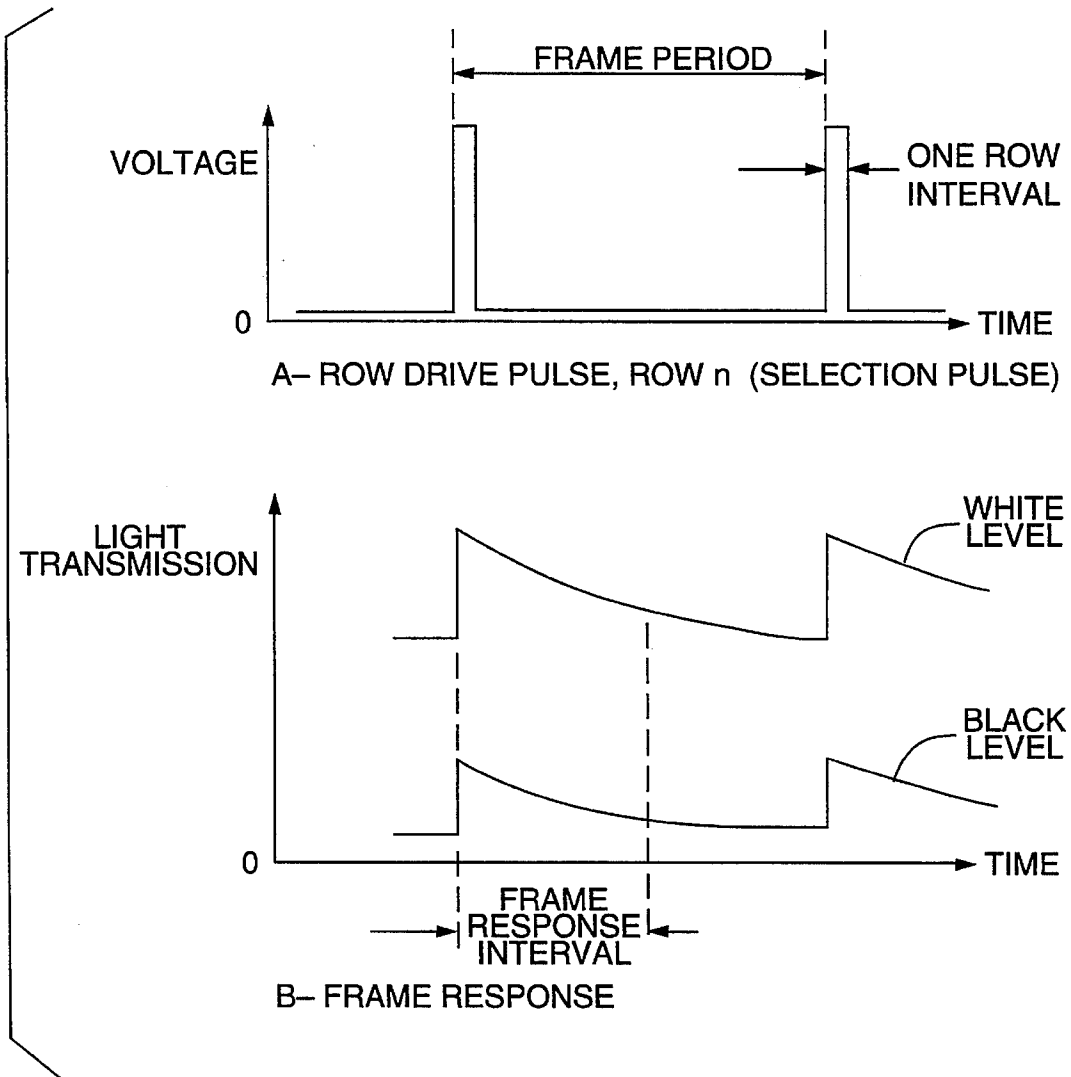 FRAME PERIOD
VOLTAGE
ONE ROW
INTERVAL
0
TIME
A– ROW DRIVE PULSE, ROW n (SELECTION PULSE)
LIGHT
TRANSMISSION
WHITE
LEVEL
BLACK
LEVEL
0
TIME
FRAME
RESPONSE
INTERVAL
B– FRAME RESPONSE